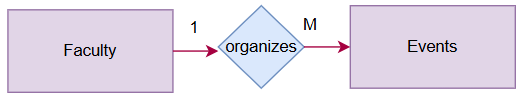 1
M
Faculty
organizes
Events